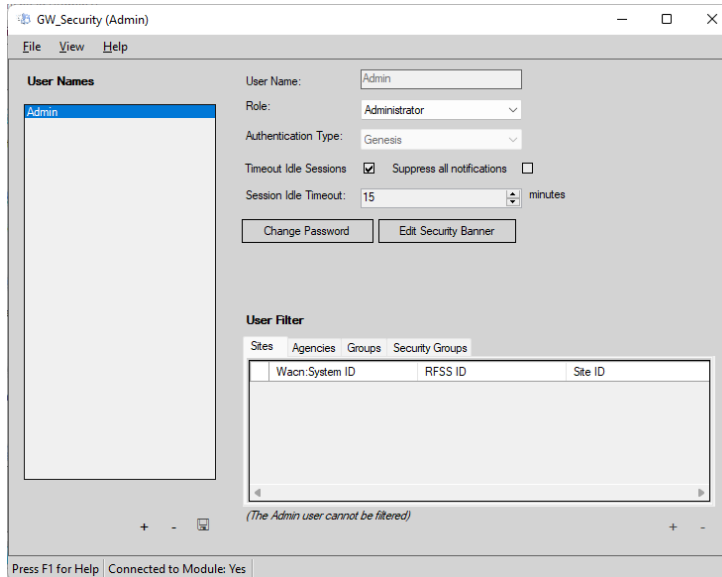 GW_Security (Admin)
File View Help
User Names
Admin
User Name: Admin
Role: Administrator
Authentication Type: Genesis
Timeout Idle Sessions Suppress all notifications
Session Idle Timeout: 15 minutes
Change Password Edit Security Banner
User Filter
Sites Agencies Groups Security Groups
Wacn:System ID RFSS ID Site ID
(The Admin user cannot be filtered)
+ - + -
Press F1 for Help Connected to Module: Yes